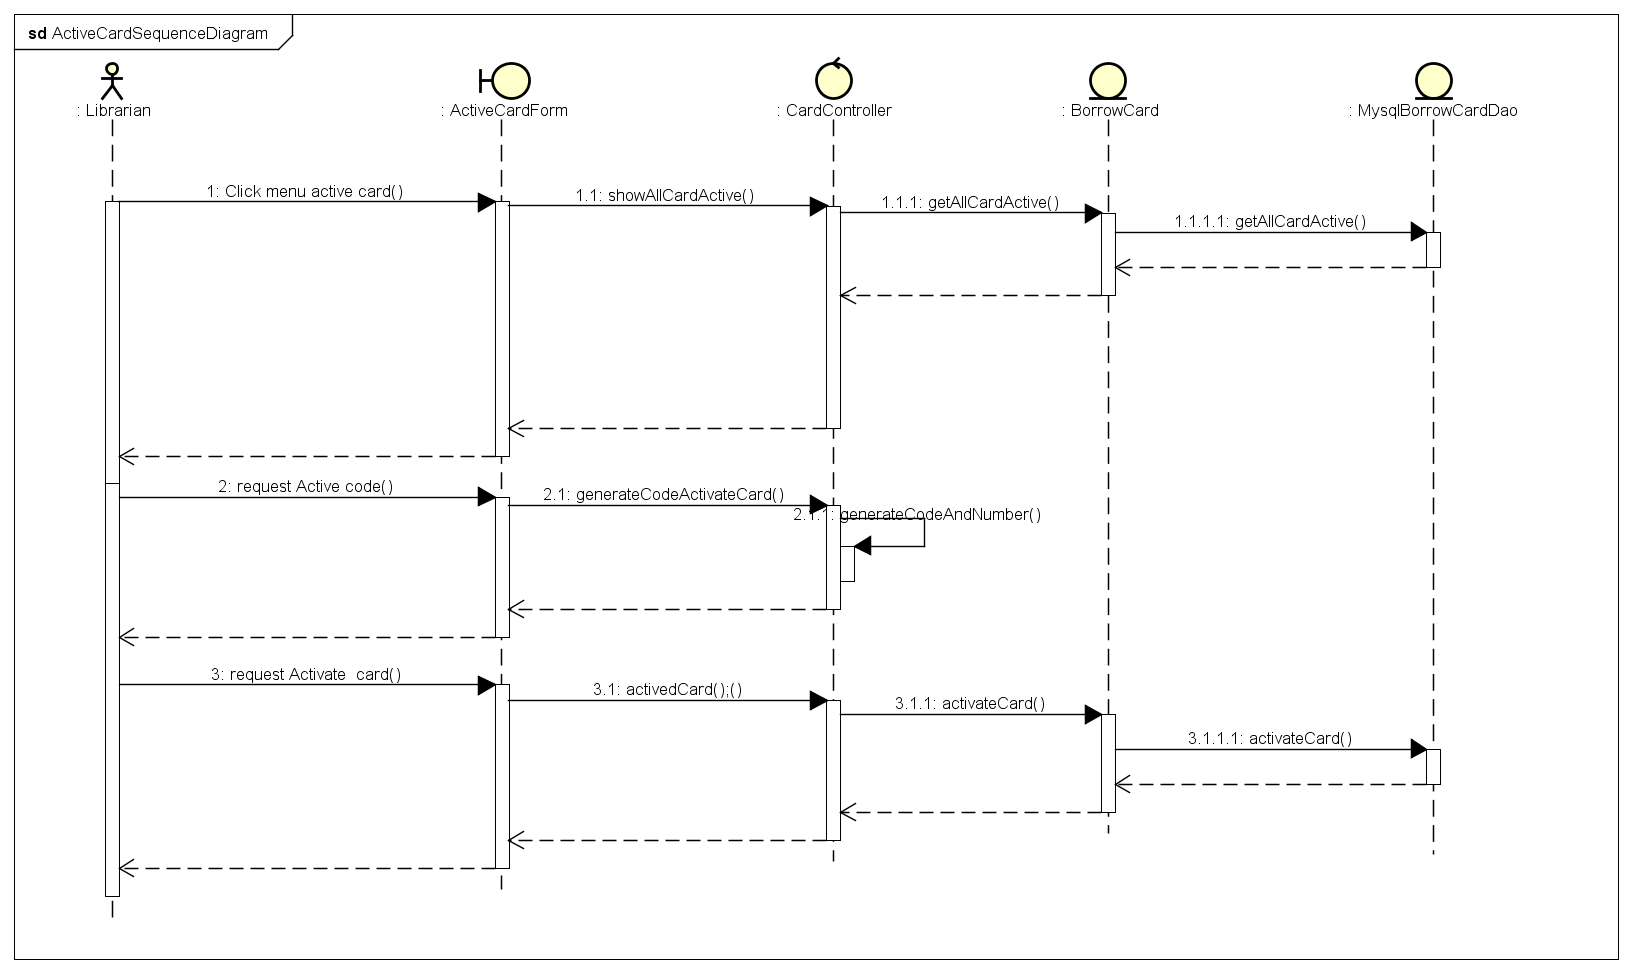 sd ActiveCardSequenceDiagram
: Librarian
: ActiveCardForm
: CardController
: BorrowCard
: MysqlBorrowCardDao
1: Click menu active card()
1.1: showAllCardActive()
1.1.1: getAllCardActive()
1.1.1.1: getAllCardActive()
2: request Active code()
2.1: generateCodeActivateCard()
2.1.1: generateCodeAndNumber()
3: request Activate  card()
3.1: activedCard();()
3.1.1: activateCard()
3.1.1.1: activateCard()